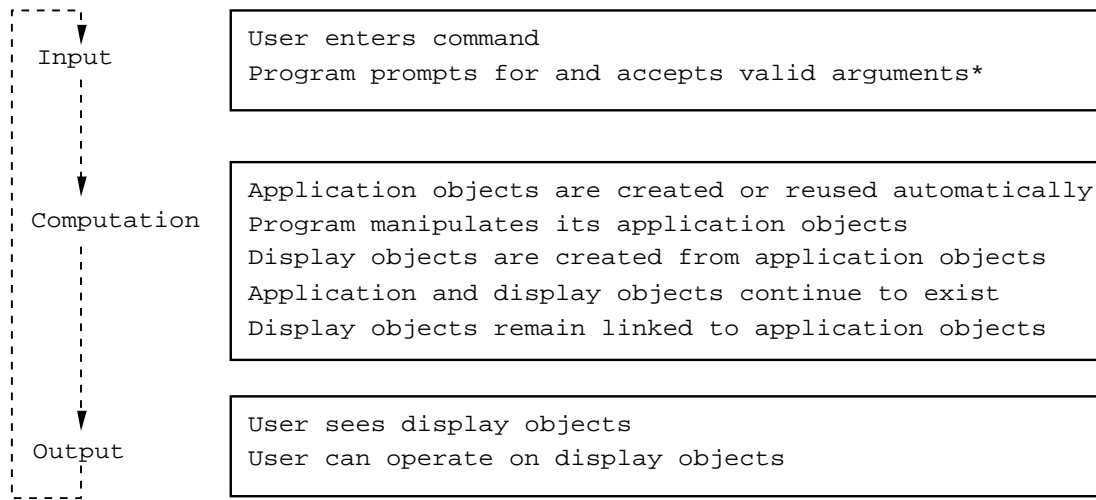 Input
User enters command
Program prompts for and accepts valid arguments*
Computation
Application objects are created or reused automatically
Program manipulates its application objects
Display objects are created from application objects
Application and display objects continue to exist
Display objects remain linked to application objects
Output
User sees display objects
User can operate on display objects